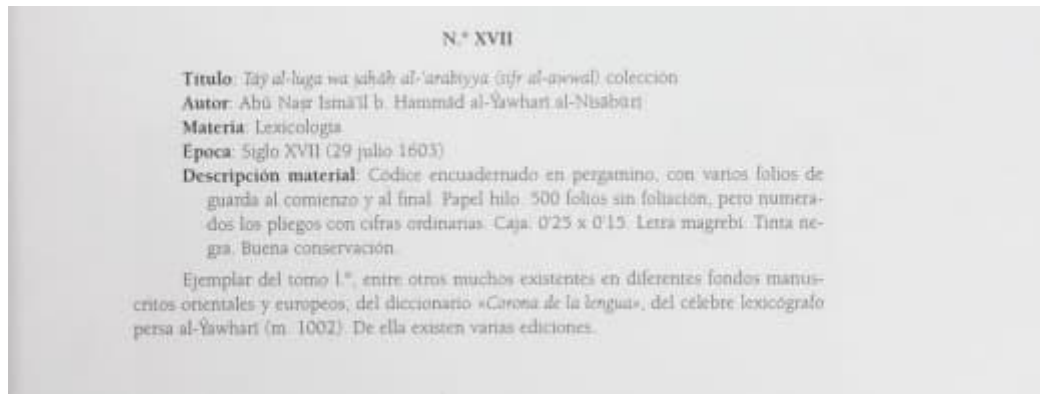 N.° XVII
Título: Tāŷ al-luga wa ṣaḥāḥ al-‘arabiyya (sifr al-awwal) colección
Autor: Abū Naṣr Ismā‘īl b. Hammād al-Ŷawharī al-Nīsābūrī
Materia: Lexicología
Época: Siglo XVII (29 julio 1603)
Descripción material: Códice encuadernado en pergamino, con varios folios de
guarda al comienzo y al final. Papel hilo. 500 folios sin foliación, pero numera-
dos los pliegos con cifras ordinarias. Caja: 0'25 x 0'15. Letra magrebí. Tinta ne-
gra. Buena conservación.
Ejemplar del tomo I.°, entre otros muchos existentes en diferentes fondos manus-
critos orientales y europeos, del diccionario «Corona de la lengua», del célebre lexicógrafo
persa al-Ŷawharī (m. 1002). De ella existen varias ediciones.